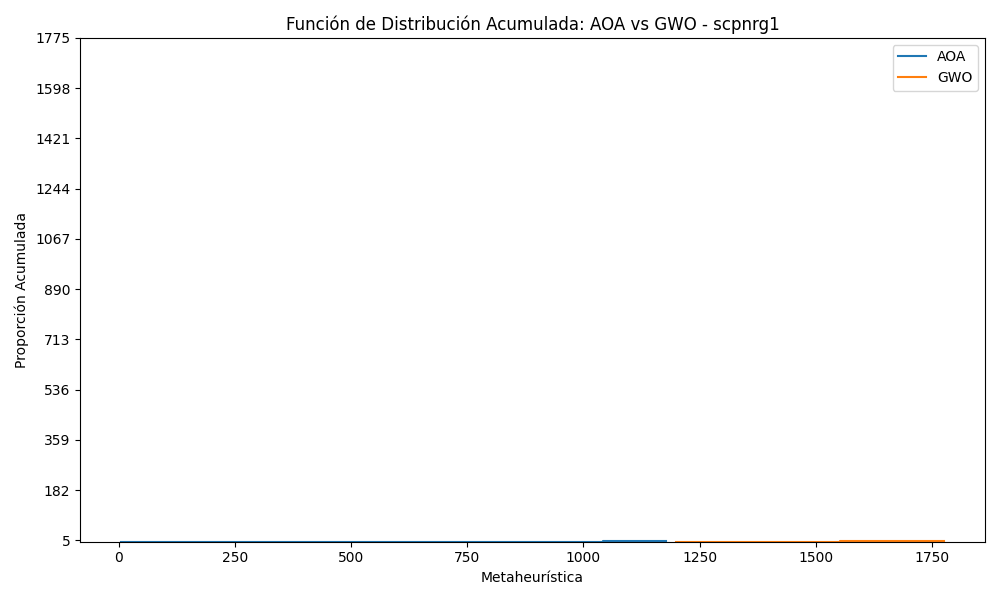 Función de Distribución Acumulada: AOA vs GWO - scpnrg1
AOA
GWO
Proporción Acumulada
1775
1598
1421
1244
1067
890
713
536
359
182
5
0 250 500 750 1000 1250 1500 1750
Metaheurística